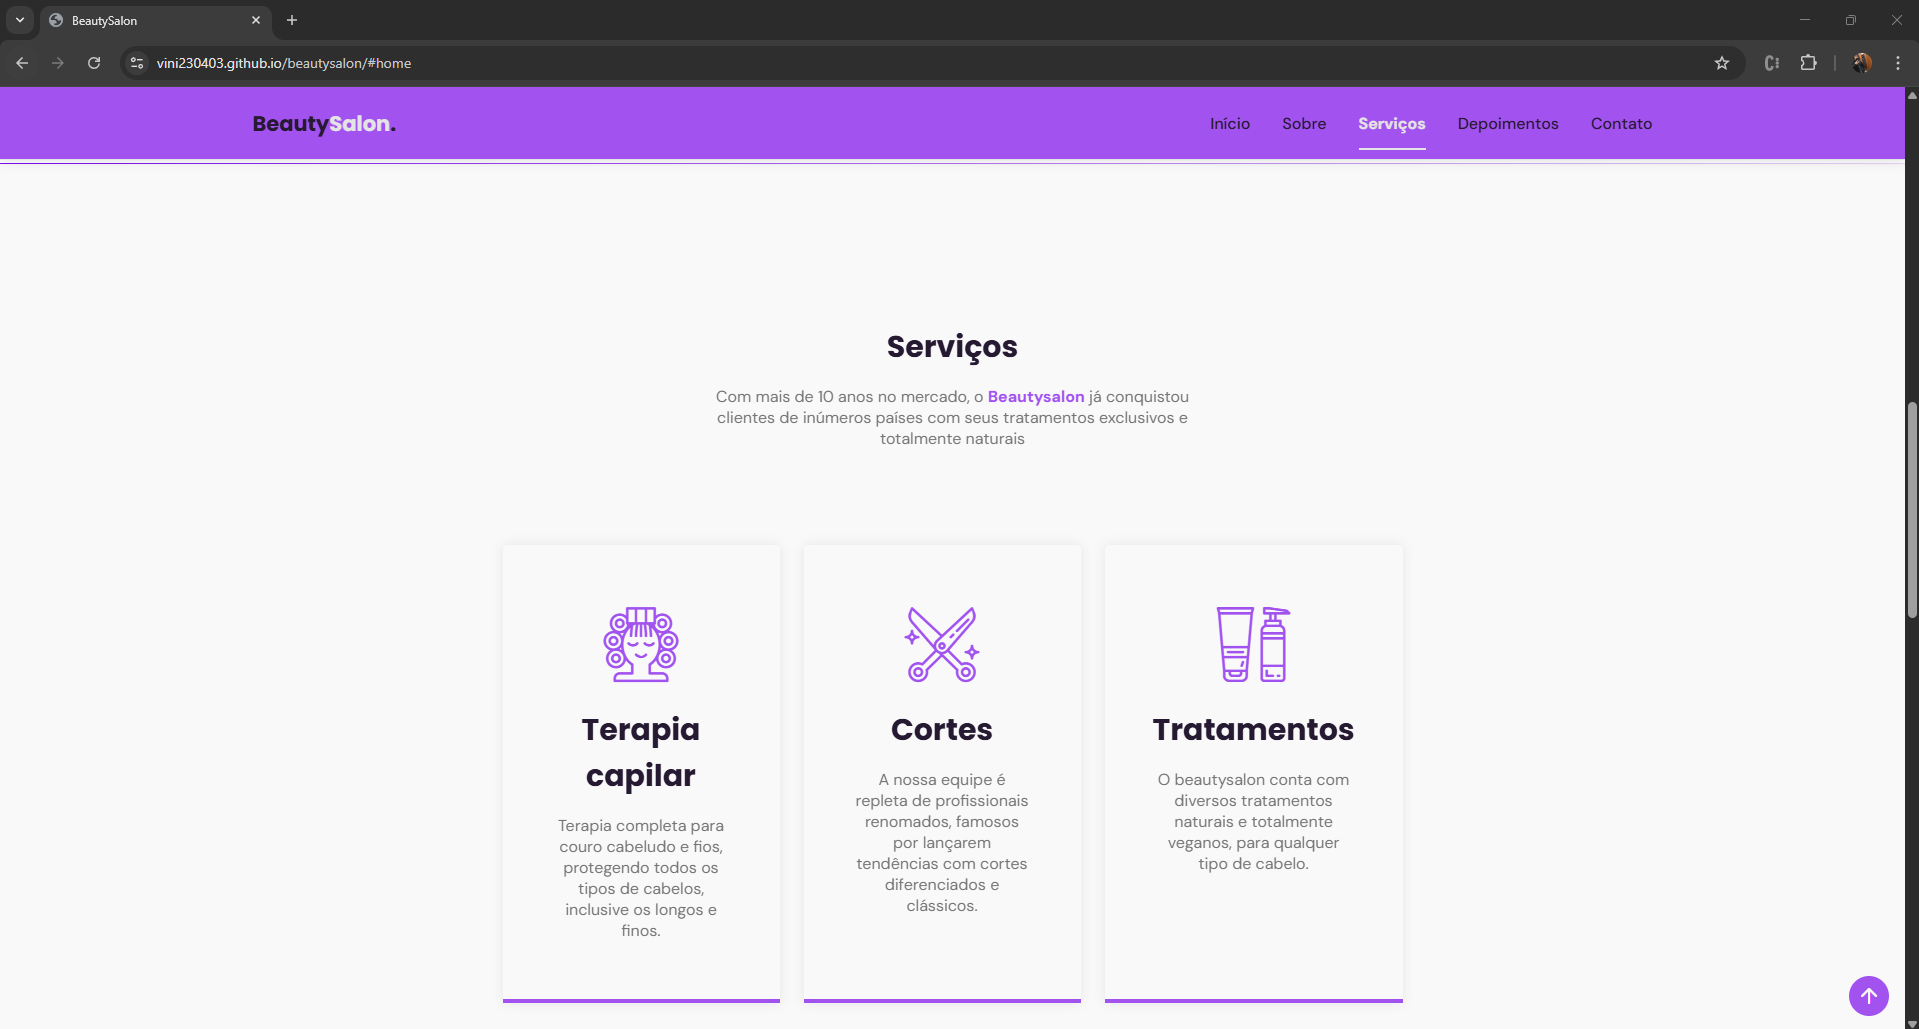 BeautySalon
vini230403.github.io/beautysalon/#home
BeautySalon.
Início Sobre Serviços Depoimentos Contato
Serviços
Com mais de 10 anos no mercado, o Beautysalon já conquistou
clientes de inúmeros países com seus tratamentos exclusivos e
totalmente naturais
Terapia
capilar
Terapia completa para
couro cabeludo e fios,
protegendo todos os
tipos de cabelos,
inclusive os longos e
finos.
Cortes
A nossa equipe é
repleta de profissionais
renomados, famosos
por lançarem
tendências com cortes
diferenciados e
clássicos.
Tratamentos
O beautysalon conta com
diversos tratamentos
naturais e totalmente
veganos, para qualquer
tipo de cabelo.